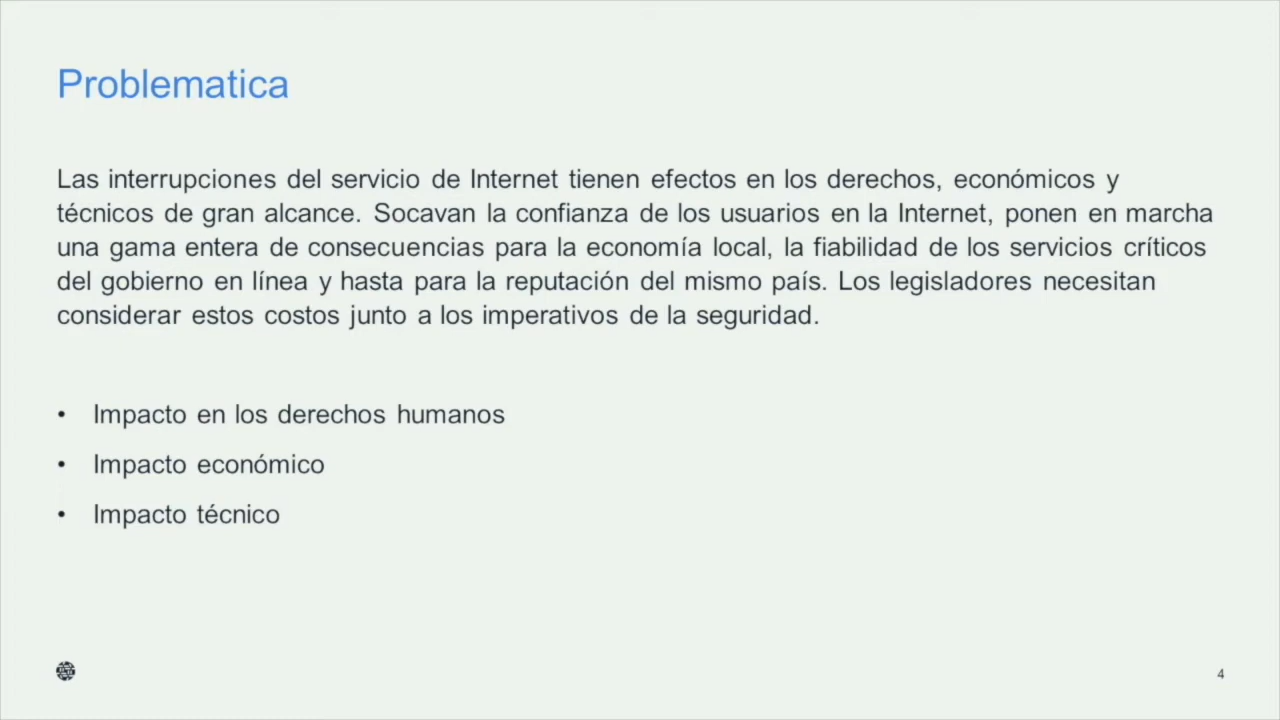 Problematica
Las interrupciones del servicio de Internet tienen efectos en los derechos, económicos y
técnicos de gran alcance. Socavan la confianza de los usuarios en la Internet, ponen en marcha
una gama entera de consecuencias para la economía local, la fiabilidad de los servicios críticos
del gobierno en línea y hasta para la reputación del mismo país. Los legisladores necesitan
considerar estos costos junto a los imperativos de la seguridad.
• Impacto en los derechos humanos
• Impacto económico
• Impacto técnico
4